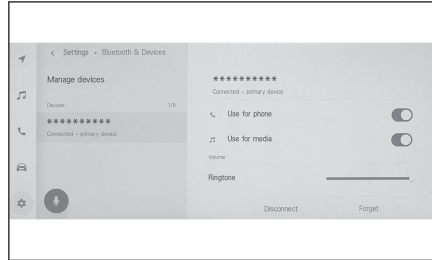 < Settings • Bluetooth & Devices
Manage devices
Devices 1/5
**********
Connected – primary device
**********
Connected – primary device
Use for phone
Use for media
Volume
Ringtone
Disconnect Forget